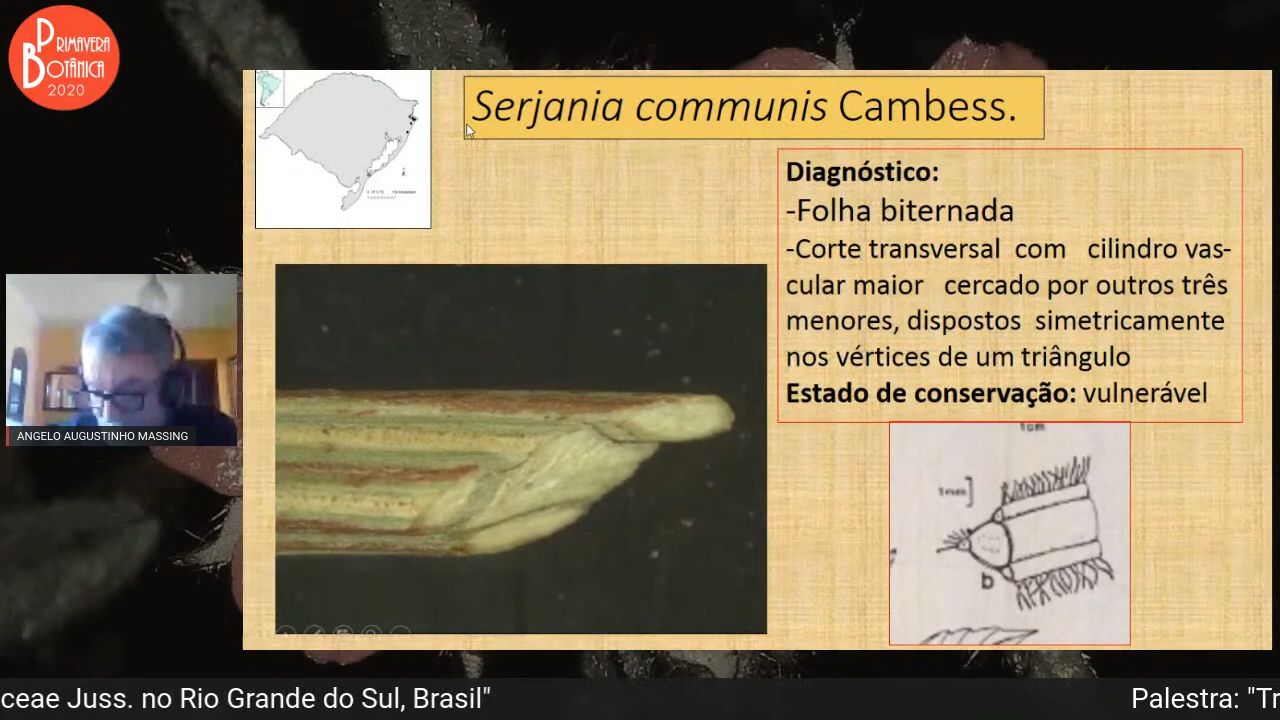 PRIMAVERA
BOTÂNICA
2020
Serjania communis Cambess.
Diagnóstico:
-Folha biternada
-Corte transversal com cilindro vas-
cular maior cercado por outros três
menores, dispostos simetricamente
nos vértices de um triângulo
Estado de conservação: vulnerável
1cm
1mm
b
ANGELO AUGUSTINHO MASSING
ceae Juss. no Rio Grande do Sul, Brasil"
Palestra: "Tr